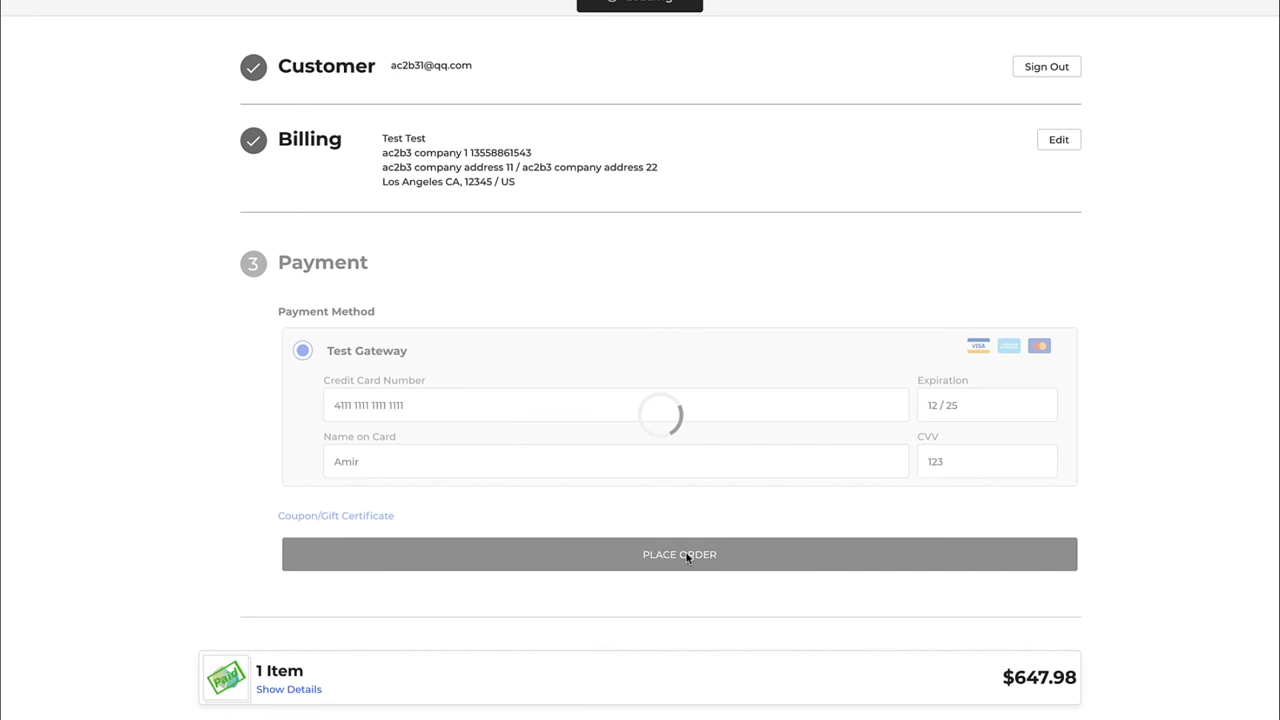 Customer
ac2b31@qq.com
Sign Out
Billing
Test Test
ac2b3 company 1 13558861543
ac2b3 company address 11 / ac2b3 company address 22
Los Angeles CA, 12345 / US
Edit
3
Payment
Payment Method
Test Gateway
VISA
Credit Card Number
Expiration
4111 1111 1111 1111
12 / 25
Name on Card
CVV
Amir
123
Coupon/Gift Certificate
PLACE ORDER
Paid
1 Item
Show Details
$647.98